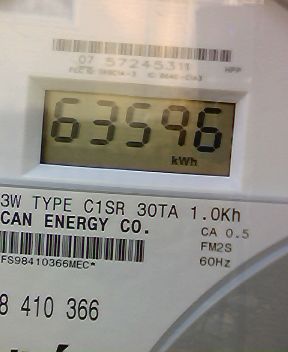 07 57245311
HPP
63596
kWh
3W TYPE C1SR 30TA 1.0Kh
CAN ENERGY CO.
CA 0.5
FM2S
60Hz
FS98410366MEC*
8 410 366